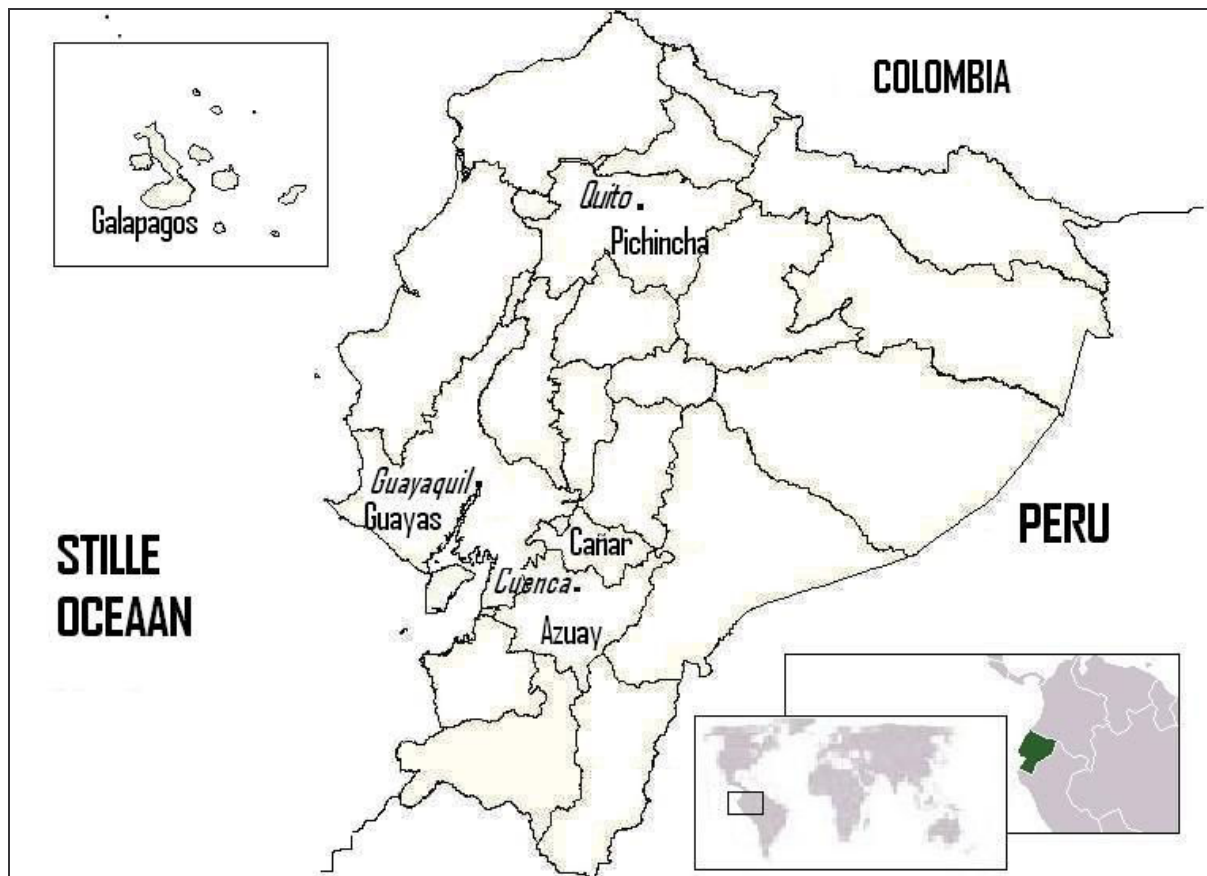 COLOMBIA
Galapagos
Quito
Pichincha
Guayaquil
Guayas
Cañar
PERU
STILLE
OCEAAN
Cuenca
Azuay